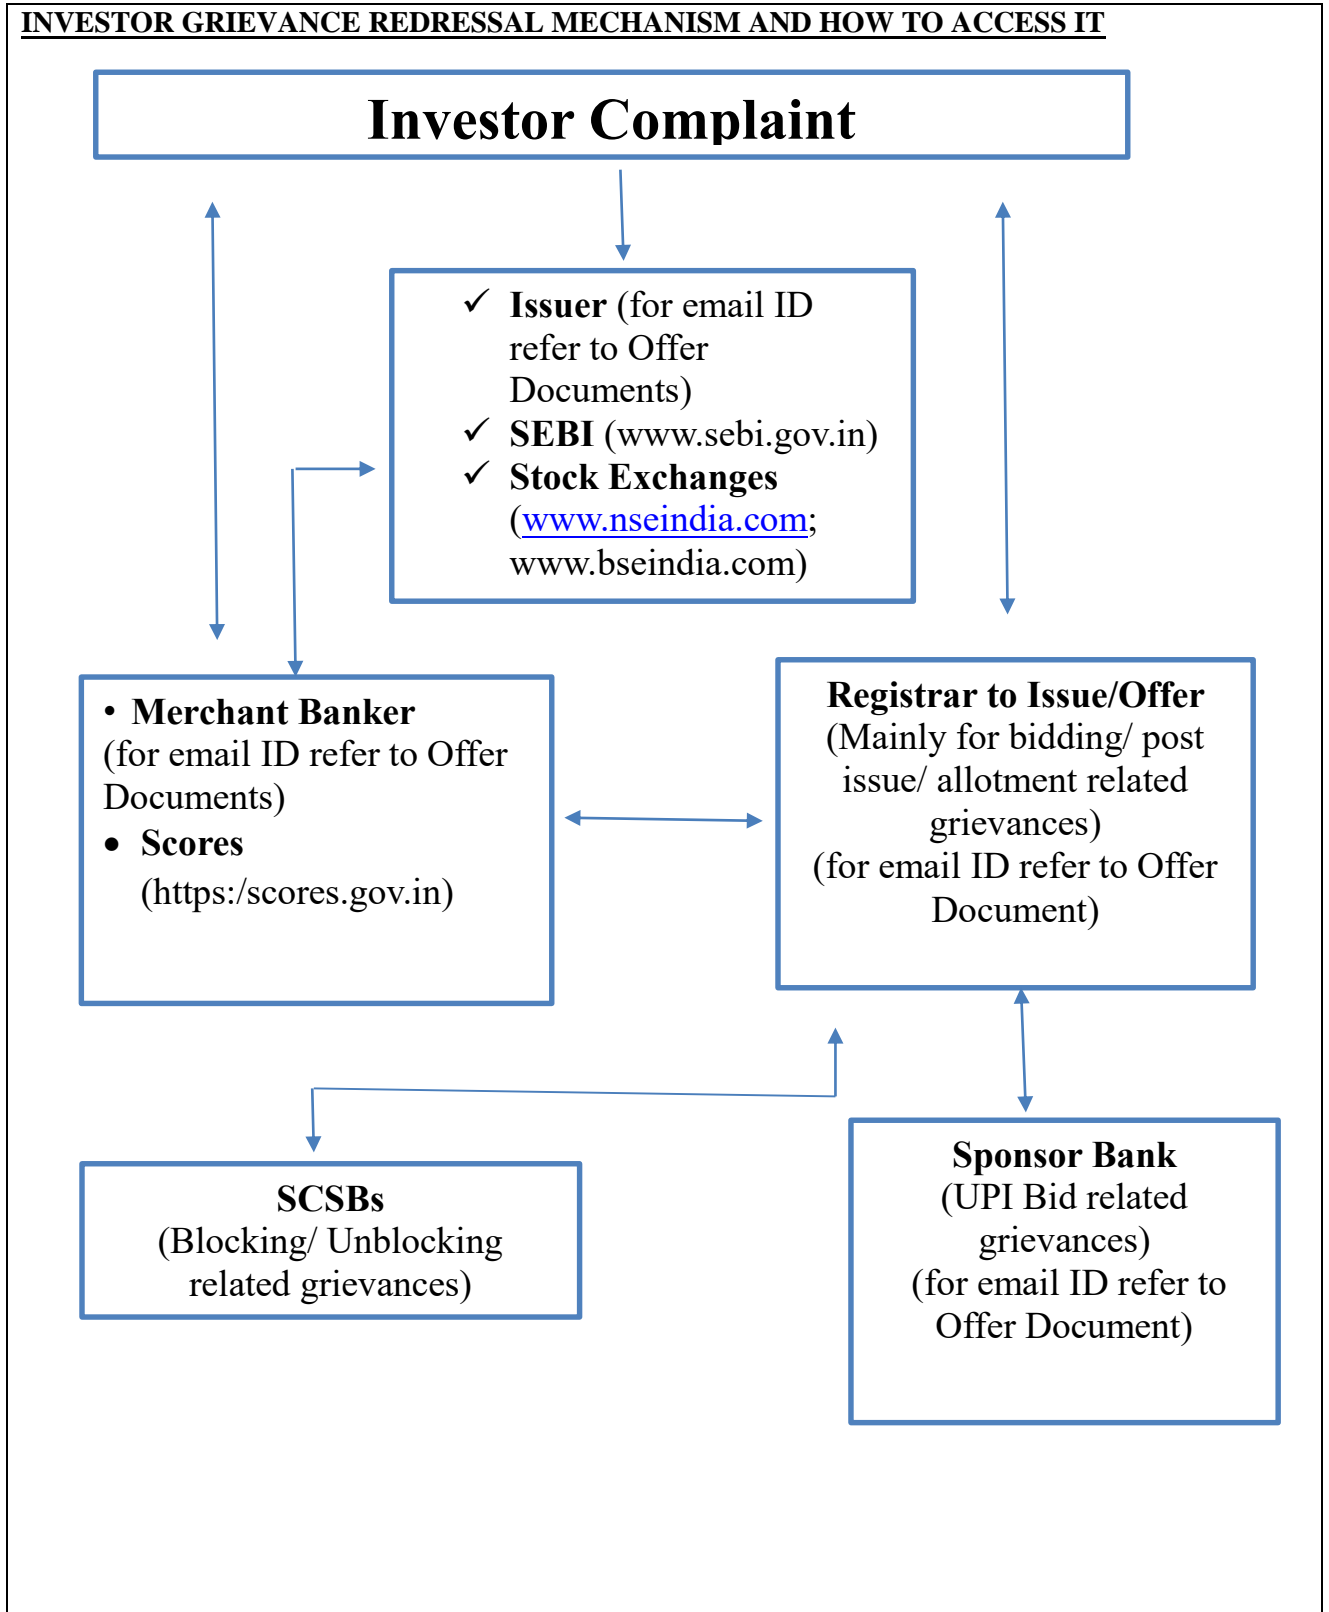 INVESTOR GRIEVANCE REDRESSAL MECHANISM AND HOW TO ACCESS IT
Investor Complaint
✓ Issuer (for email ID
refer to Offer
Documents)
✓ SEBI (www.sebi.gov.in)
✓ Stock Exchanges
(www.nseindia.com;
www.bseindia.com)
• Merchant Banker
(for email ID refer to Offer
Documents)
• Scores
(https:/scores.gov.in)
Registrar to Issue/Offer
(Mainly for bidding/ post
issue/ allotment related
grievances)
(for email ID refer to Offer
Document)
SCSBs
(Blocking/ Unblocking
related grievances)
Sponsor Bank
(UPI Bid related
grievances)
(for email ID refer to
Offer Document)